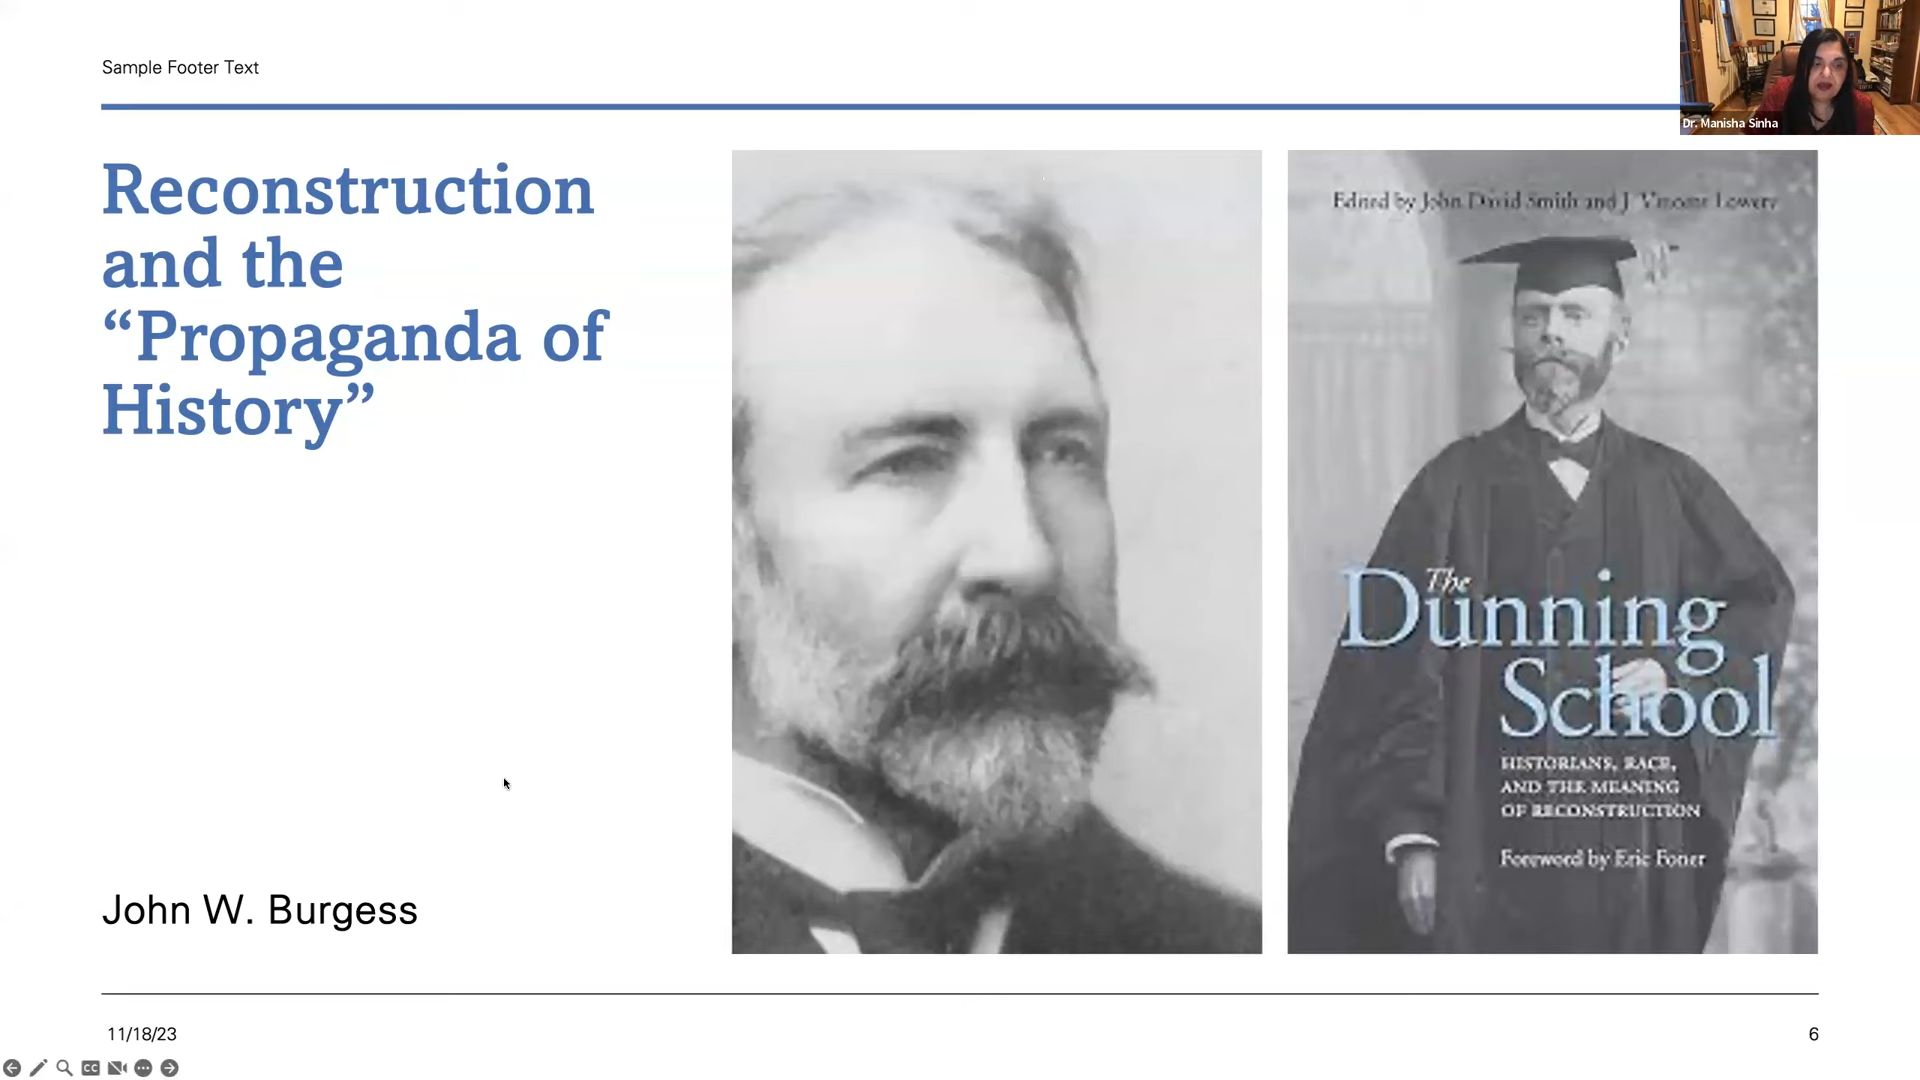 Sample Footer Text
Dr. Manisha Sinha
Reconstruction
and the
“Propaganda of
History”
John W. Burgess
Edited by John David Smith and J. Vincent Lowery
The
Dunning
School
HISTORIANS, RACE,
AND THE MEANING
OF RECONSTRUCTION
Foreword by Eric Foner
11/18/23
6
CC